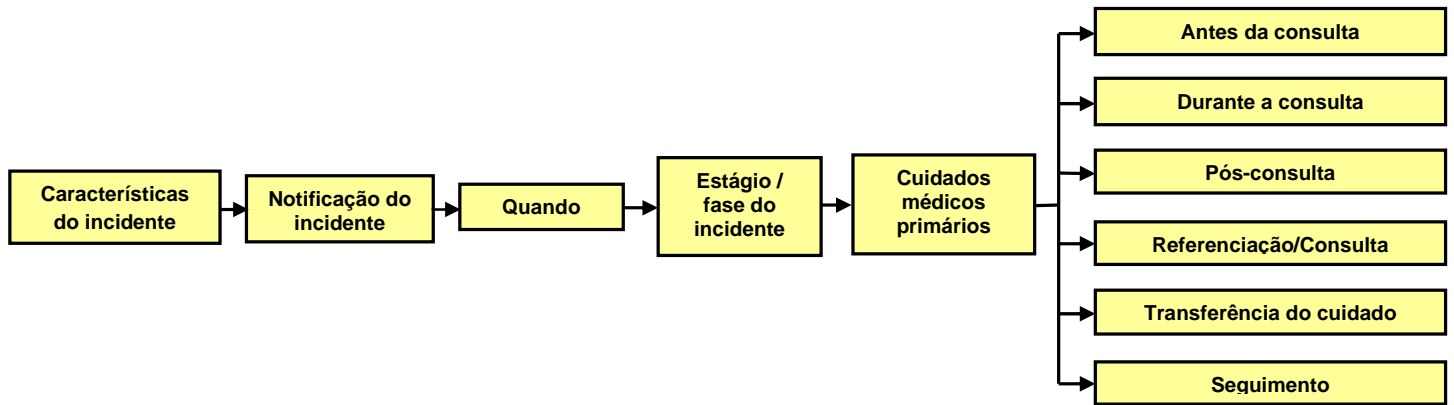 Características
do incidente
Notificação do
incidente
Quando
Estágio /
fase do
incidente
Cuidados
médicos
primários
Antes da consulta
Durante a consulta
Pós-consulta
Referenciação/Consulta
Transferência do cuidado
Seguimento